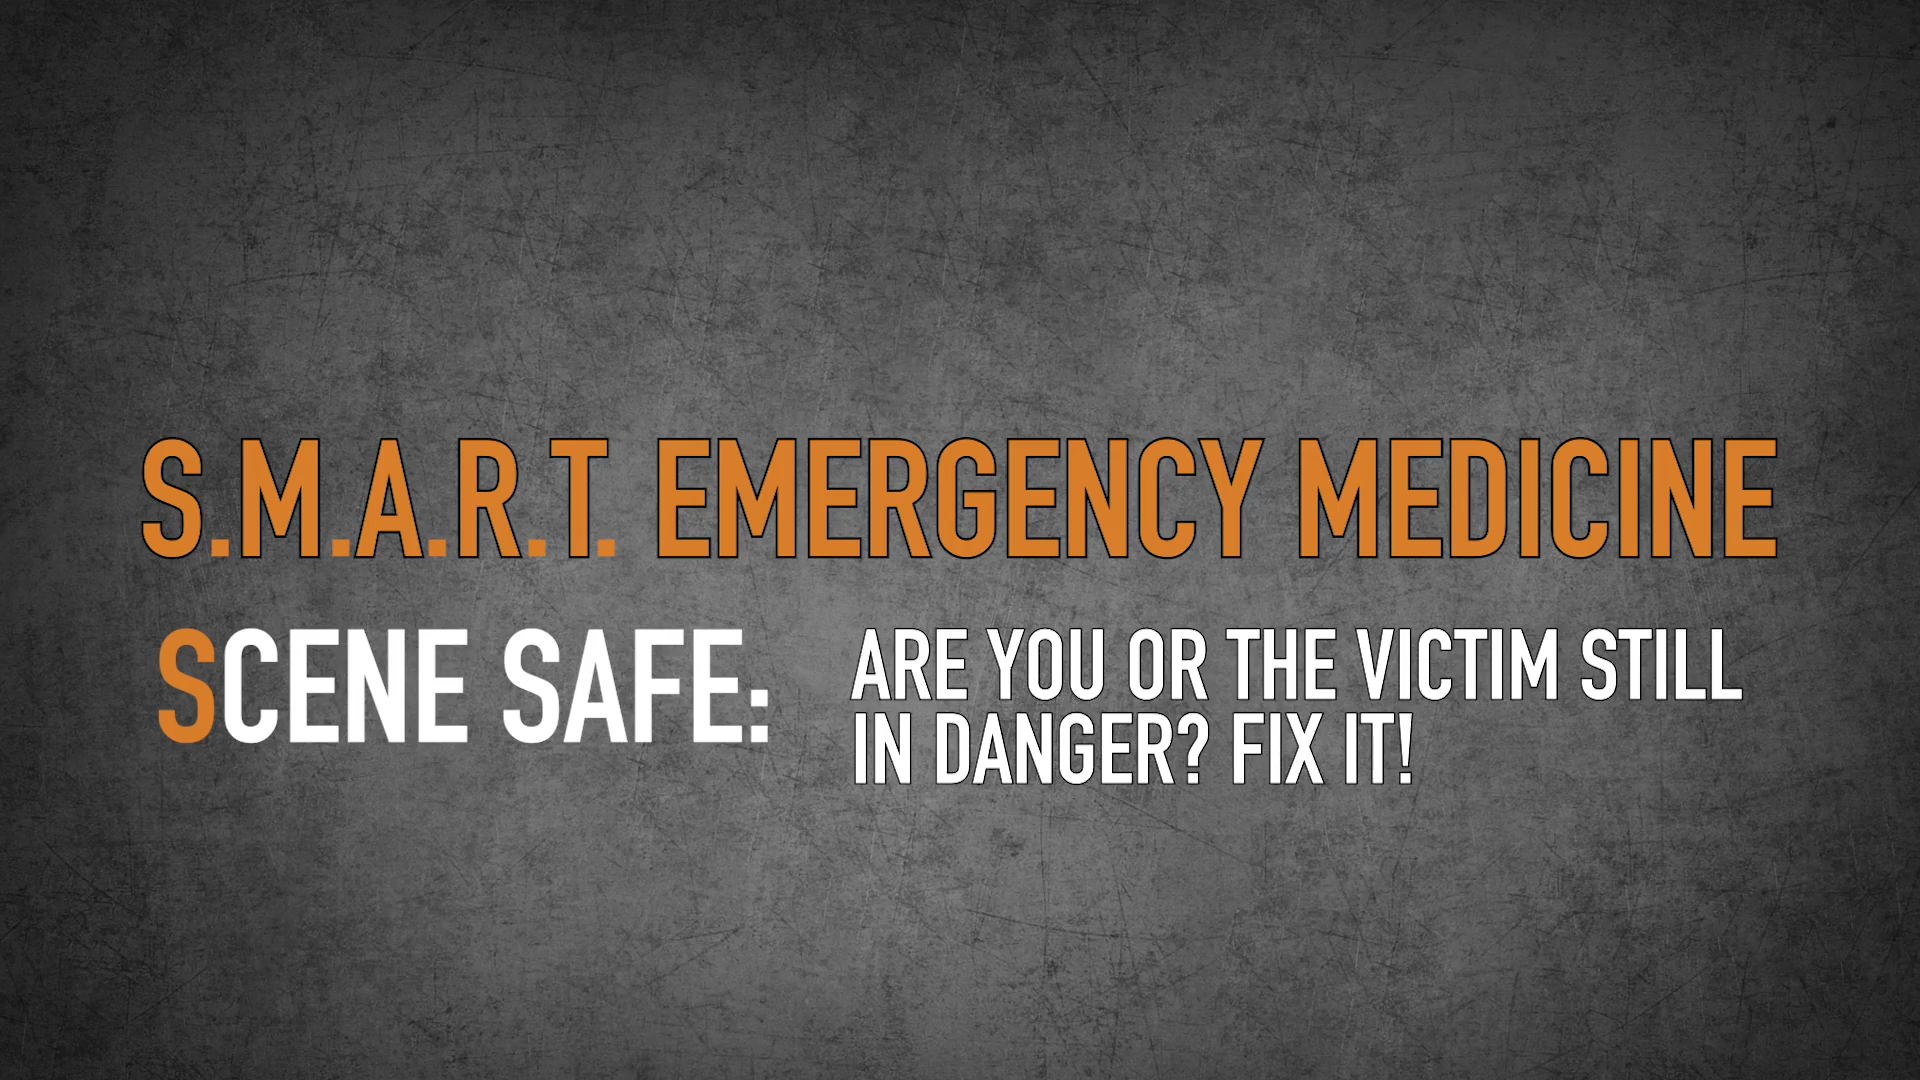 S.M.A.R.T. EMERGENCY MEDICINE
SCENE SAFE:
ARE YOU OR THE VICTIM STILL
IN DANGER? FIX IT!